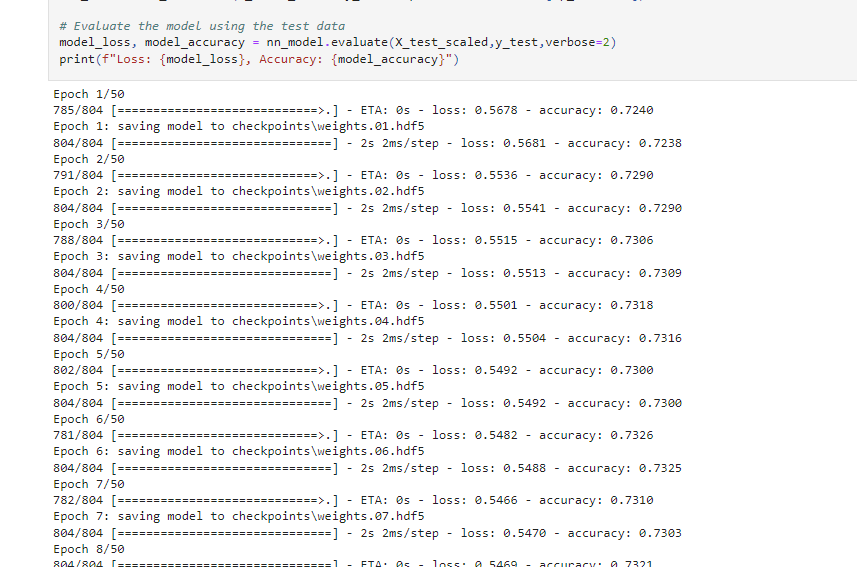 # Evaluate the model using the test data
model_loss, model_accuracy = nn_model.evaluate(X_test_scaled,y_test,verbose=2)
print(f"Loss: {model_loss}, Accuracy: {model_accuracy}")
Epoch 1/50
785/804 [============================>.] - ETA: 0s - loss: 0.5678 - accuracy: 0.7240
Epoch 1: saving model to checkpoints\weights.01.hdf5
804/804 [==============================] - 2s 2ms/step - loss: 0.5681 - accuracy: 0.7238
Epoch 2/50
791/804 [============================>.] - ETA: 0s - loss: 0.5536 - accuracy: 0.7290
Epoch 2: saving model to checkpoints\weights.02.hdf5
804/804 [==============================] - 2s 2ms/step - loss: 0.5541 - accuracy: 0.7290
Epoch 3/50
788/804 [============================>.] - ETA: 0s - loss: 0.5515 - accuracy: 0.7306
Epoch 3: saving model to checkpoints\weights.03.hdf5
804/804 [==============================] - 2s 2ms/step - loss: 0.5513 - accuracy: 0.7309
Epoch 4/50
800/804 [============================>.] - ETA: 0s - loss: 0.5501 - accuracy: 0.7318
Epoch 4: saving model to checkpoints\weights.04.hdf5
804/804 [==============================] - 2s 2ms/step - loss: 0.5504 - accuracy: 0.7316
Epoch 5/50
802/804 [============================>.] - ETA: 0s - loss: 0.5492 - accuracy: 0.7300
Epoch 5: saving model to checkpoints\weights.05.hdf5
804/804 [==============================] - 2s 2ms/step - loss: 0.5492 - accuracy: 0.7300
Epoch 6/50
781/804 [============================>.] - ETA: 0s - loss: 0.5482 - accuracy: 0.7326
Epoch 6: saving model to checkpoints\weights.06.hdf5
804/804 [==============================] - 2s 2ms/step - loss: 0.5488 - accuracy: 0.7325
Epoch 7/50
782/804 [============================>.] - ETA: 0s - loss: 0.5466 - accuracy: 0.7310
Epoch 7: saving model to checkpoints\weights.07.hdf5
804/804 [==============================] - 2s 2ms/step - loss: 0.5470 - accuracy: 0.7303
Epoch 8/50
804/804 [==============================] - ETA: 0s - loss: 0.5469 - accuracy: 0.7321